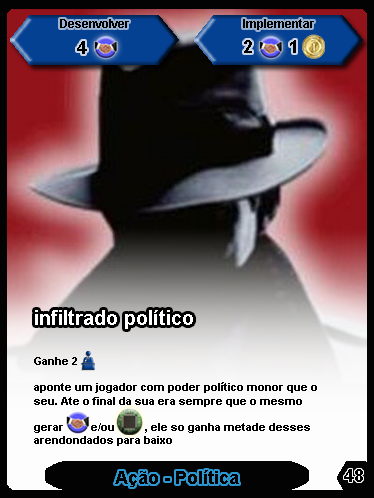 Desenvolver
4
Implementar
2 1
infiltrado político
Ganhe 2
aponte um jogador com poder político monor que o
seu. Ate o final da sua era sempre que o mesmo
gerar e/ou , ele so ganha metade desses
arendondados para baixo
Ação - Política
48